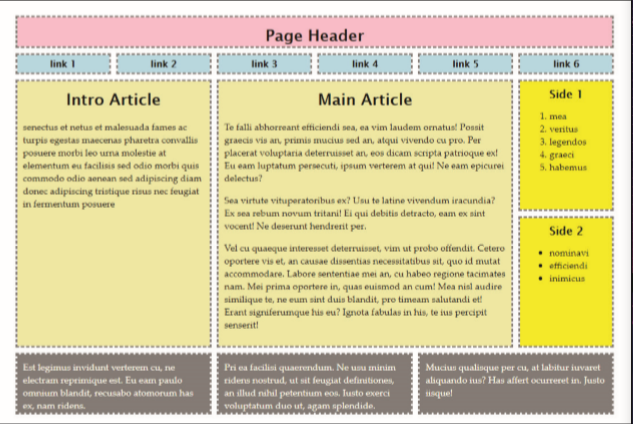 Page Header
link 1
link 2
link 3
link 4
link 5
link 6
Intro Article
senectus et netus et malesuada fames ac
turpis egestas maecenas pharetra convallis
posuere morbi leo urna molestie at
elementum eu facilisis sed odio morbi quis
commodo odio aenean sed adipiscing diam
donec adipiscing tristique risus nec feugiat
in fermentum posuere
Main Article
Te falli abhorreant efficiendi sea, ea vim laudem ornatus! Possit
graecis vis an, primis mucius sed an, atqui vivendo cu pro. Per
placerat voluptaria deterruisset an, eos dicam scripta patrioque ex!
Eu eam luptatum persecuti, ipsum verterem at qui! Ne eam epicurei
delectus?
Sea virtute vituperatoribus ex? Usu te latine vivendum iracundia?
Ex sea rebum novum tritani! Ei qui debitis detracto, eam ex sint
vocent! Ne deserunt hendrerit per.
Vel cu quaeque interesset deterruisset, vim ut probo offendit. Cetero
oportere vis et, an causae dissentias necessitatibus sit, quo id mutat
accommodare. Labore sententiae mei an, cu habeo regione tacimates
nam. Mei prima oportere in, quas euismod an cum! Mea nisl audire
similique te, ne eum sint duis blandit, pro timeam salutandi et!
Erant signiferumque his eu? Ignota fabulas in his, te ius percipit
senserit!
Side 1
1. mea
2. veritus
3. legendos
4. graeci
5. habemus
Side 2
• nominavi
• efficiendi
• inimicus
Est legimus invidunt verterem cu, ne
electram reprimique est. Eu eam paulo
omnium blandit, recusabo atomorum has
ex, nam ridens.
Pri ea facilisi quaerendum. Ne usu minim
ridens nostrud, ut sit feugiat definitiones,
an illud nihil petentium eos. Iusto exerci
voluptatum duo ut, agam splendide.
Mucius qualisque per cu, at labitur iuvaret
aliquando ius? Has affert ocurreret in. Justo
iisque!